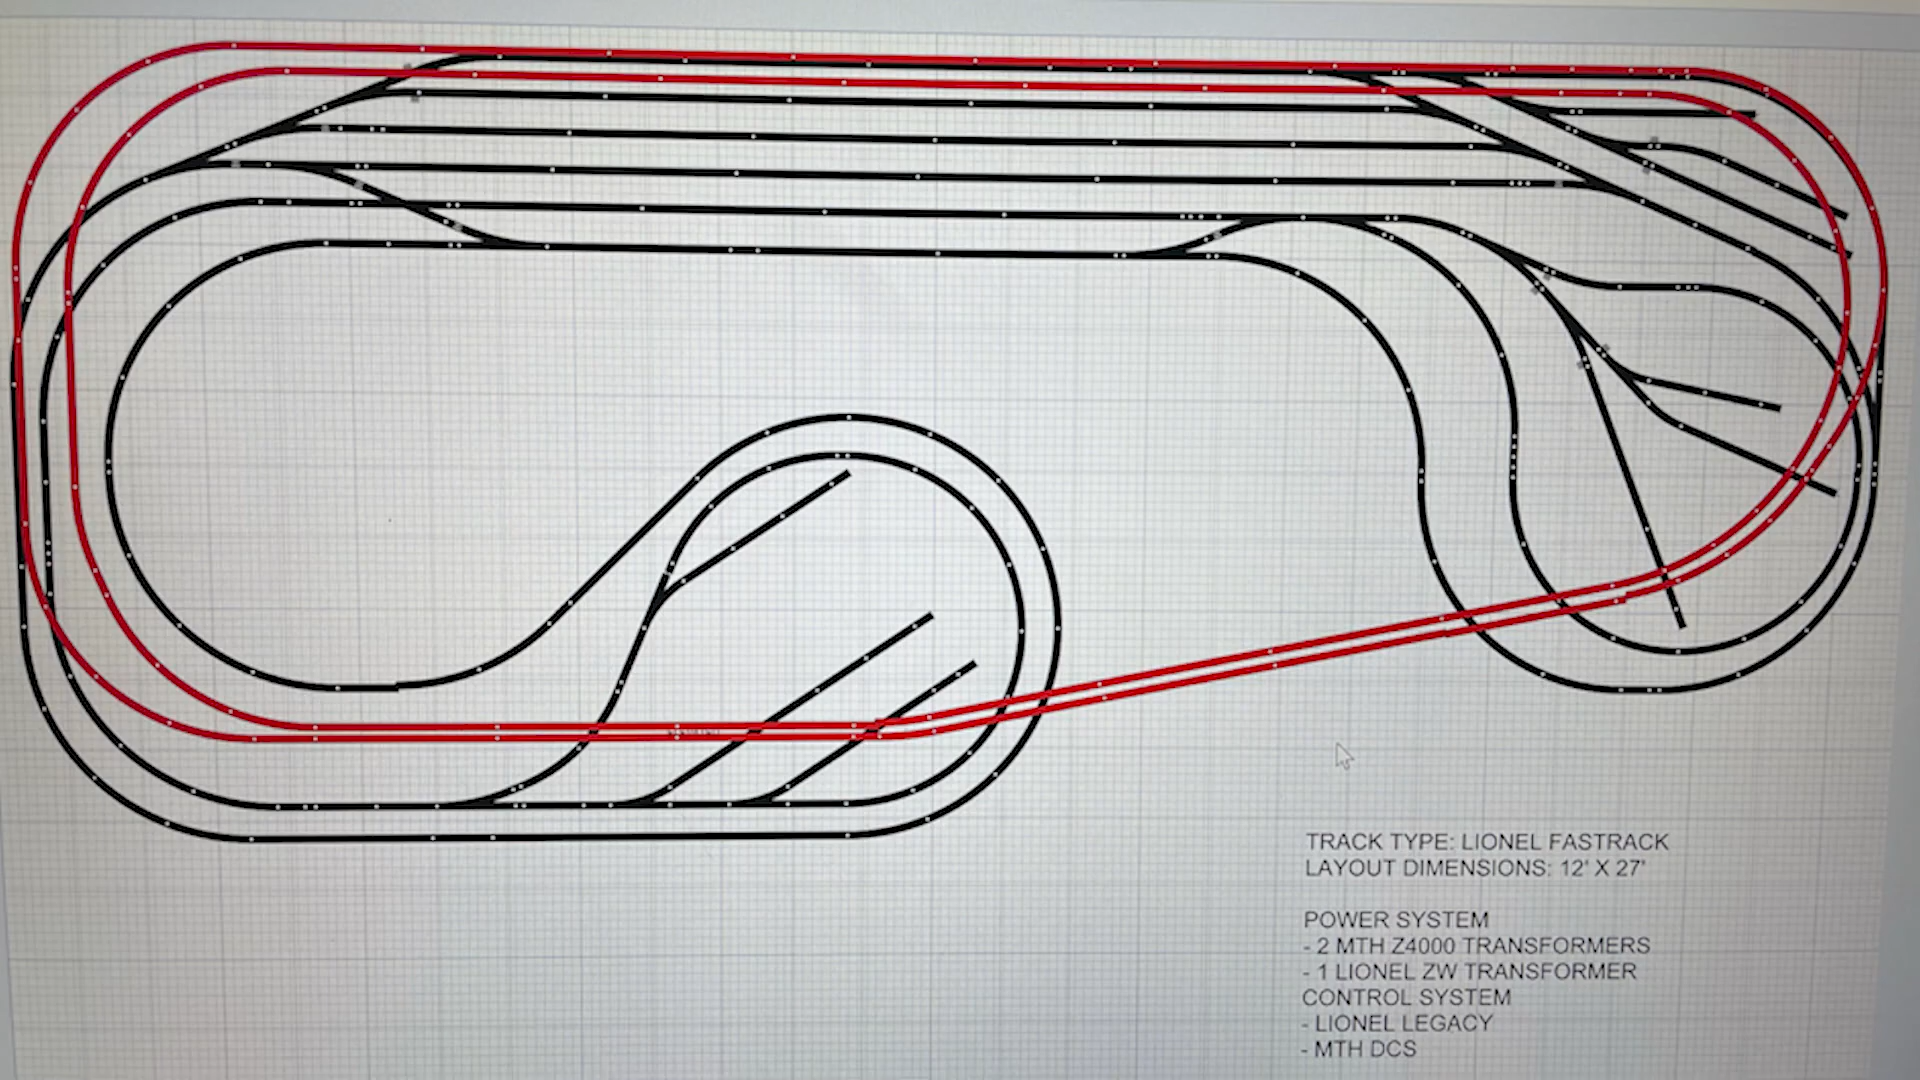 TRACK TYPE: LIONEL FASTRACK
LAYOUT DIMENSIONS: 12' X 27'
POWER SYSTEM
- 2 MTH Z4000 TRANSFORMERS
- 1 LIONEL ZW TRANSFORMER
CONTROL SYSTEM
- LIONEL LEGACY
- MTH DCS